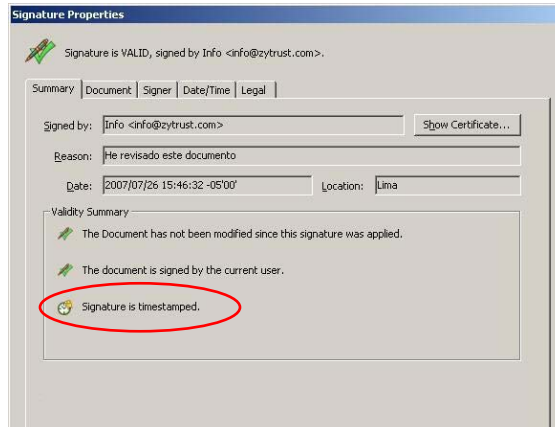 Signature Properties
Signature is VALID, signed by Info <info@zytrust.com>.
Summary Document Signer Date/Time Legal
Signed by: Info <info@zytrust.com> Show Certificate...
Reason: He revisado este documento
Date: 2007/07/26 15:46:32 -05'00' Location: Lima
Validity Summary
The Document has not been modified since this signature was applied.
The document is signed by the current user.
Signature is timestamped.